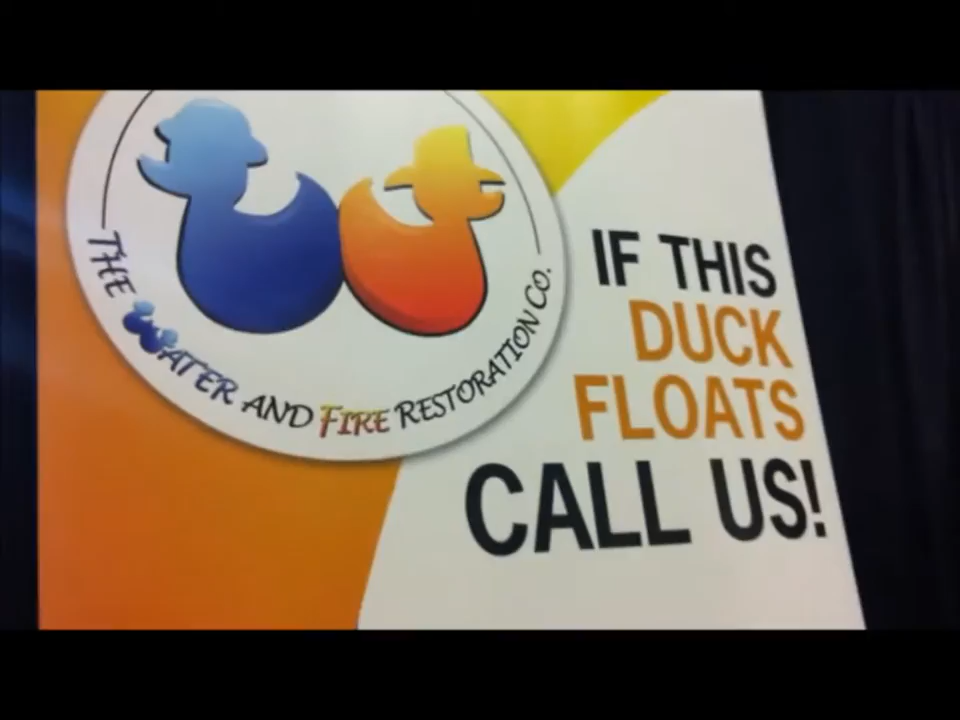 THE WATER AND FIRE RESTORATION CO.
IF THIS
DUCK
FLOATS
CALL US!